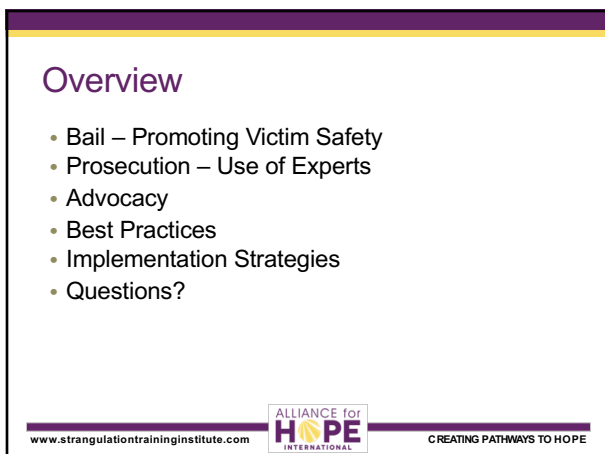 Overview
• Bail – Promoting Victim Safety
• Prosecution – Use of Experts
• Advocacy
• Best Practices
• Implementation Strategies
• Questions?
ALLIANCE for
HOPE
INTERNATIONAL
www.strangulationtraininginstitute.com
CREATING PATHWAYS TO HOPE